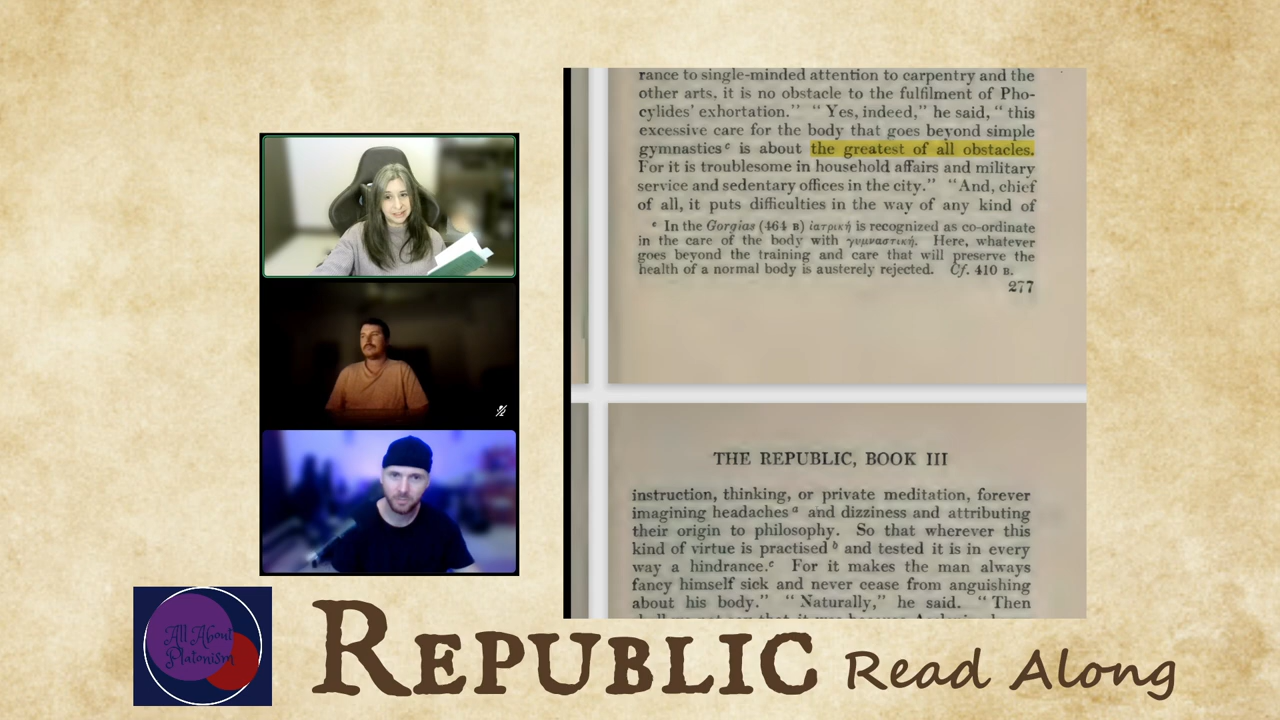 rance to single-minded attention to carpentry and the
other arts, it is no obstacle to the fulfilment of Pho-
cylides' exhortation.” “ Yes, indeed,” he said, “ this
excessive care for the body that goes beyond simple
gymnastics c is about the greatest of all obstacles.
For it is troublesome in household affairs and military
service and sedentary offices in the city.” “And, chief
of all, it puts difficulties in the way of any kind of
c In the Gorgias (464 B) ἰατρική is recognized as co-ordinate
in the care of the body with γυμναστική. Here, whatever
goes beyond the training and care that will preserve the
health of a normal body is austerely rejected. Cf. 410 B.
277
THE REPUBLIC, BOOK III
instruction, thinking, or private meditation, forever
imagining headaches a and dizziness and attributing
their origin to philosophy. So that wherever this
kind of virtue is practised b and tested it is in every
way a hindrance.c For it makes the man always
fancy himself sick and never cease from anguishing
about his body.” “ Naturally,” he said. “ Then
All About
Platonism
REPUBLIC Read Along